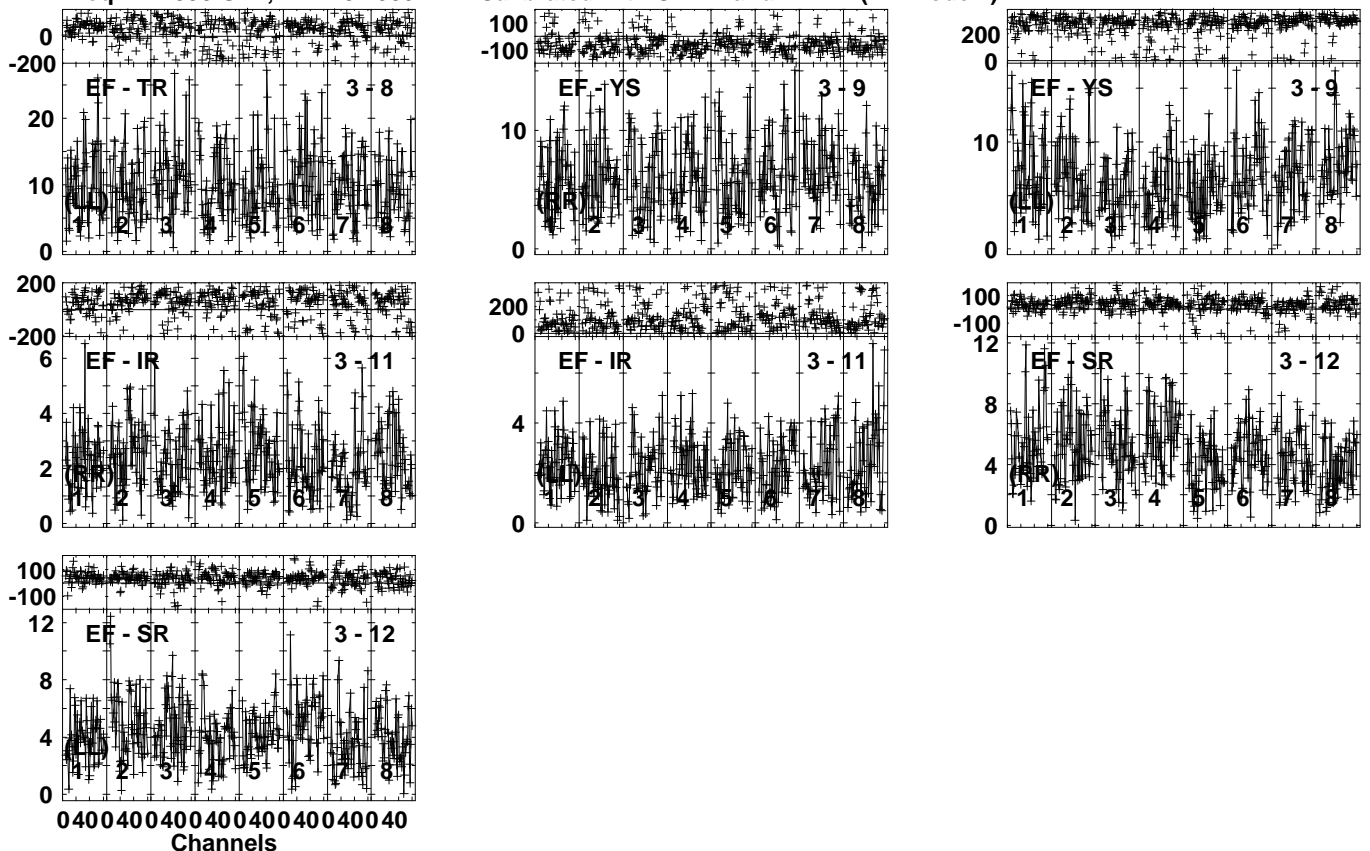 0
-200
EF - TR 3 - 8
20
10
0
(LL)
1 2 3 4 5 6 7 8
100
-100
EF - YS 3 - 9
10
0
(RR)
1 2 3 4 5 6 7 8
200
0
EF - YS 3 - 9
10
0
(LL)
1 2 3 4 5 6 7 8
200
0
-200
EF - IR 3 - 11
6
4
2
0
(RR)
1 2 3 4 5 6 7 8
200
0
EF - IR 3 - 11
4
0
(LL)
1 2 3 4 5 6 7 8
100
-100
EF - SR 3 - 12
12
8
4
0
(RR)
1 2 3 4 5 6 7 8
100
-100
EF - SR 3 - 12
12
8
4
0
(LL)
1 2 3 4 5 6 7 8
0 40 0 40 0 40 0 40 0 40 0 40 0 40 0 40
Channels